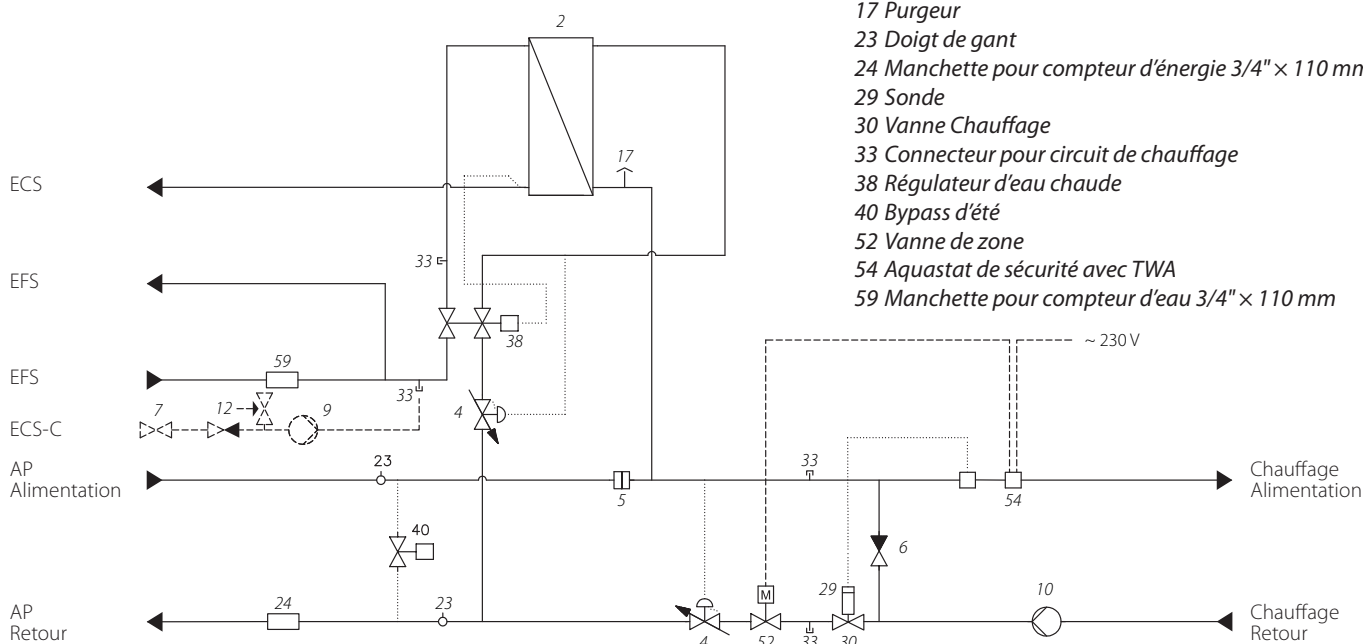 17 Purgeur
23 Doigt de gant
24 Manchette pour compteur d'énergie 3/4" × 110 mm
29 Sonde
30 Vanne Chauffage
33 Connecteur pour circuit de chauffage
38 Régulateur d'eau chaude
40 Bypass d'été
52 Vanne de zone
54 Aquastat de sécurité avec TWA
59 Manchette pour compteur d'eau 3/4" × 110 mm
2
17
ECS
33
EFS
38
~ 230 V
59
EFS
33
4
7
12
9
ECS-C
AP
Alimentation
23
5
33
54
Chauffage
Alimentation
40
6
29
M
10
24
23
AP
Retour
4
52
33
30
Chauffage
Retour